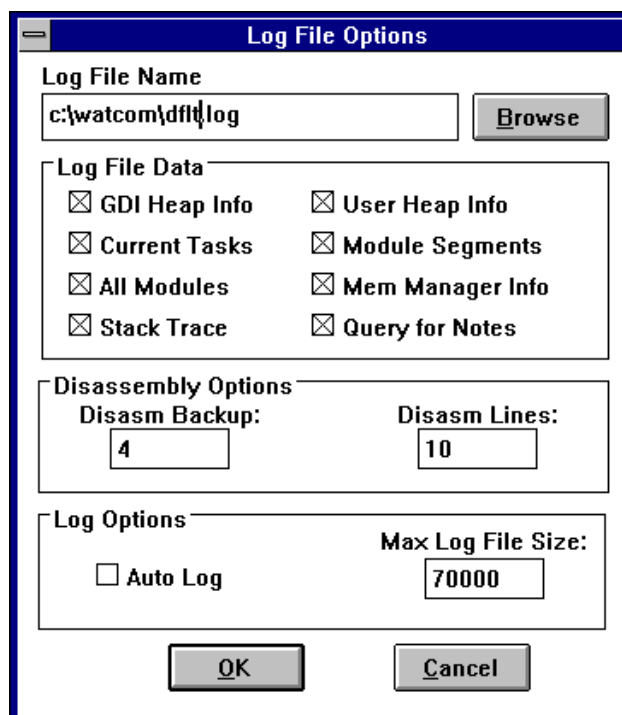 Log File Options
Log File Name
c:\watcom\dflt.log
Browse
Log File Data
GDI Heap Info User Heap Info
Current Tasks Module Segments
All Modules Mem Manager Info
Stack Trace Query for Notes
Disassembly Options
Disasm Backup: Disasm Lines:
4 10
Log Options
Max Log File Size:
Auto Log 70000
OK Cancel